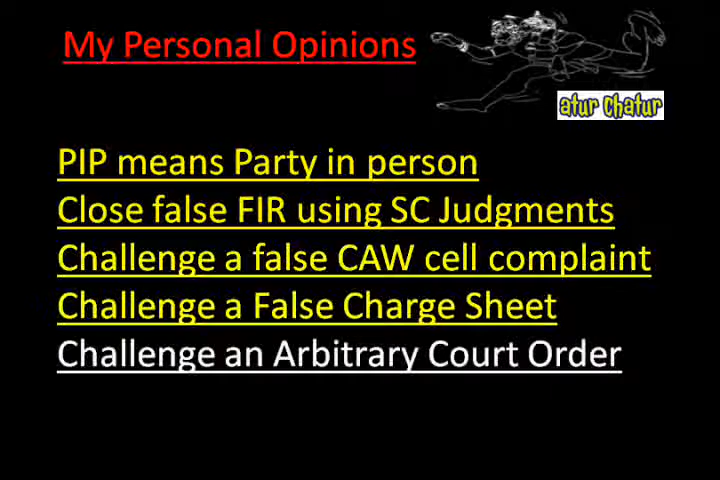 My Personal Opinions
atur chatur
PIP means Party in person
Close false FIR using SC Judgments
Challenge a false CAW cell complaint
Challenge a False Charge Sheet
Challenge an Arbitrary Court Order